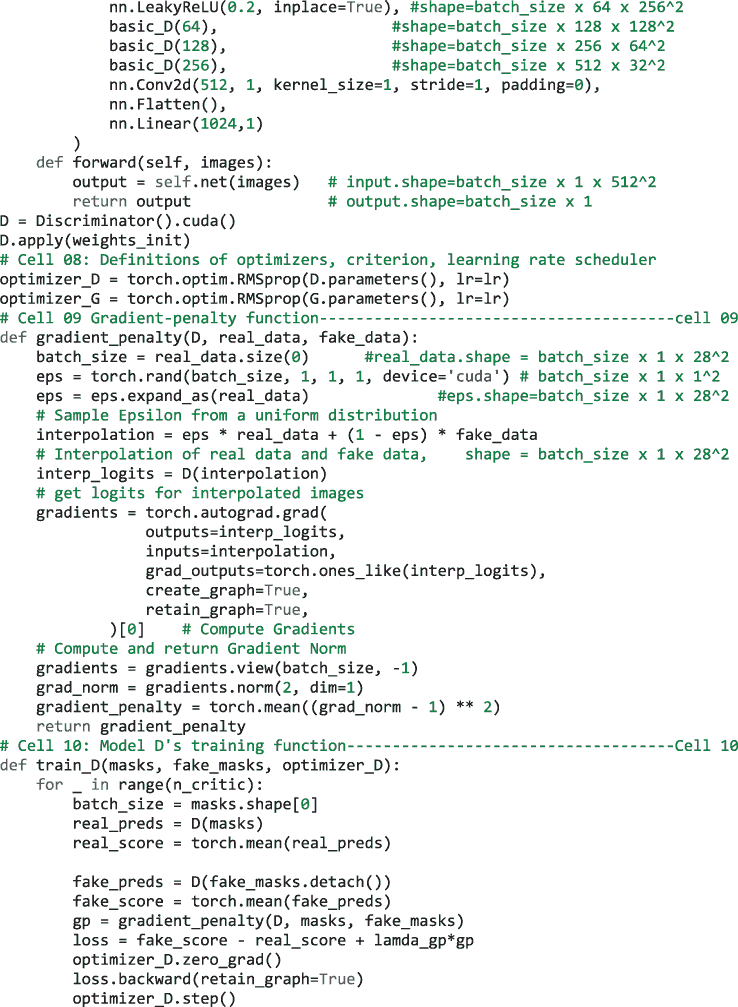 nn.LeakyReLU(0.2, inplace=True), #shape=batch_size x 64 x 256^2
basic_D(64), #shape=batch_size x 128 x 128^2
basic_D(128), #shape=batch_size x 256 x 64^2
basic_D(256), #shape=batch_size x 512 x 32^2
nn.Conv2d(512, 1, kernel_size=1, stride=1, padding=0),
nn.Flatten(),
nn.Linear(1024,1)
)
def forward(self, images):
output = self.net(images) # input.shape=batch_size x 1 x 512^2
return output # output.shape=batch_size x 1
D = Discriminator().cuda()
D.apply(weights_init)
# Cell 08: Definitions of optimizers, criterion, learning rate scheduler
optimizer_D = torch.optim.RMSprop(D.parameters(), lr=lr)
optimizer_G = torch.optim.RMSprop(G.parameters(), lr=lr)
# Cell 09 Gradient-penalty function---------------------------------------cell 09
def gradient_penalty(D, real_data, fake_data):
batch_size = real_data.size(0) #real_data.shape = batch_size x 1 x 28^2
eps = torch.rand(batch_size, 1, 1, 1, device='cuda') # batch_size x 1 x 1^2
eps = eps.expand_as(real_data) #eps.shape=batch_size x 1 x 28^2
# Sample Epsilon from a uniform distribution
interpolation = eps * real_data + (1 - eps) * fake_data
# Interpolation of real data and fake data, shape = batch_size x 1 x 28^2
interp_logits = D(interpolation)
# get logits for interpolated images
gradients = torch.autograd.grad(
outputs=interp_logits,
inputs=interpolation,
grad_outputs=torch.ones_like(interp_logits),
create_graph=True,
retain_graph=True,
)[0] # Compute Gradients
# Compute and return Gradient Norm
gradients = gradients.view(batch_size, -1)
grad_norm = gradients.norm(2, dim=1)
gradient_penalty = torch.mean((grad_norm - 1) ** 2)
return gradient_penalty
# Cell 10: Model D's training function------------------------------------Cell 10
def train_D(masks, fake_masks, optimizer_D):
for _ in range(n_critic):
batch_size = masks.shape[0]
real_preds = D(masks)
real_score = torch.mean(real_preds)
fake_preds = D(fake_masks.detach())
fake_score = torch.mean(fake_preds)
gp = gradient_penalty(D, masks, fake_masks)
loss = fake_score - real_score + lamda_gp*gp
optimizer_D.zero_grad()
loss.backward(retain_graph=True)
optimizer_D.step()